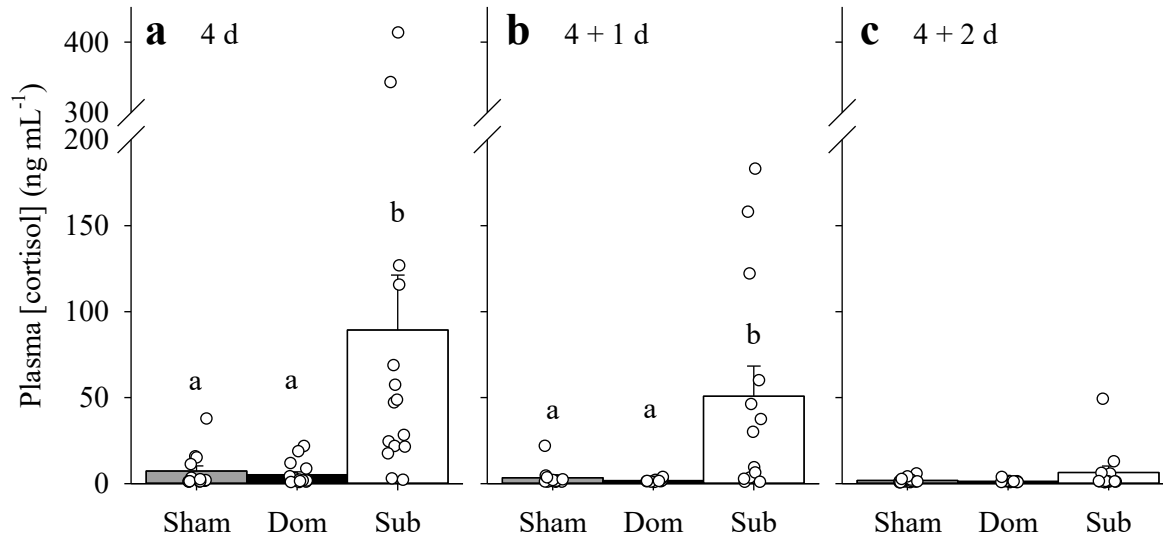 a 4 d
b 4 + 1 d
c 4 + 2 d
Plasma [cortisol] (ng mL⁻¹)
400
300
200
150
100
50
0
a
a
b
a
a
b
Sham Dom Sub
Sham Dom Sub
Sham Dom Sub